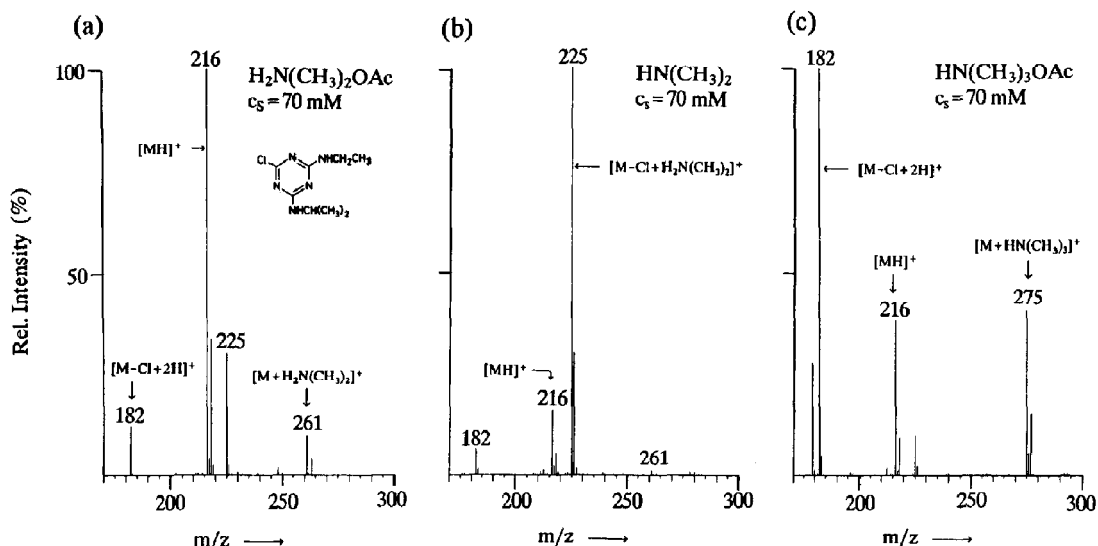 (a)
216
100
H₂N(CH₃)₂OAc
cₛ = 70 mM
[MH]⁺
Cl
N
NHCH₂CH₃
N
N
NHCH(CH₃)₂
Rel. Intensity (%)
50
225
[M-Cl+2H]⁺
[M+H₂N(CH₃)₂]⁺
182
261
200
250
300
m/z
(b)
225
HN(CH₃)₂
cₛ = 70 mM
[M-Cl+H₂N(CH₃)₂]⁺
[MH]⁺
216
182
261
200
250
300
m/z
(c)
182
HN(CH₃)₃OAc
cₛ = 70 mM
[M-Cl+2H]⁺
[MH]⁺
[M+HN(CH₃)₃]⁺
216
275
200
250
300
m/z